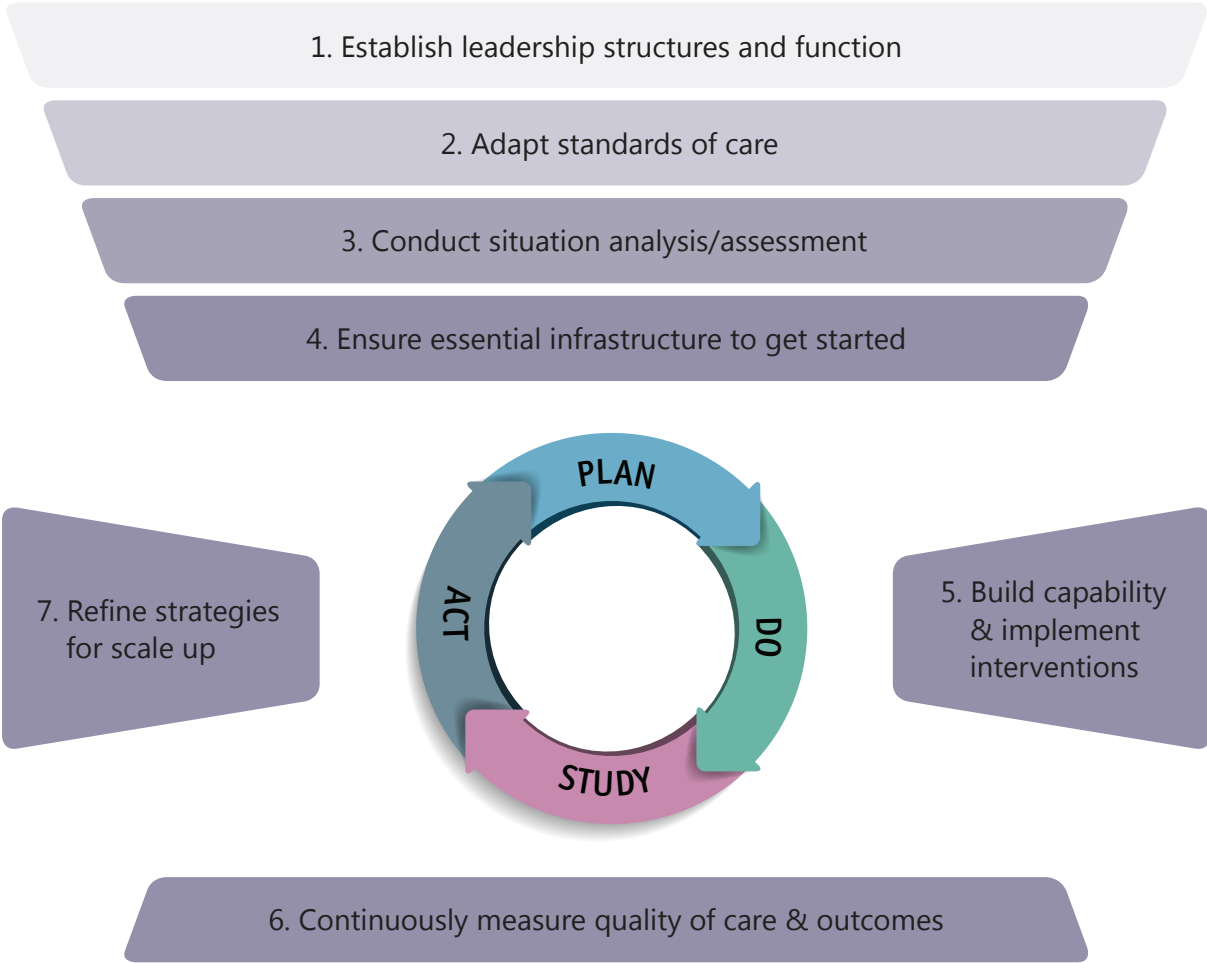 1. Establish leadership structures and function
2. Adapt standards of care
3. Conduct situation analysis/assessment
4. Ensure essential infrastructure to get started
PLAN
DO
STUDY
ACT
5. Build capability
& implement
interventions
6. Continuously measure quality of care & outcomes
7. Refine strategies
for scale up